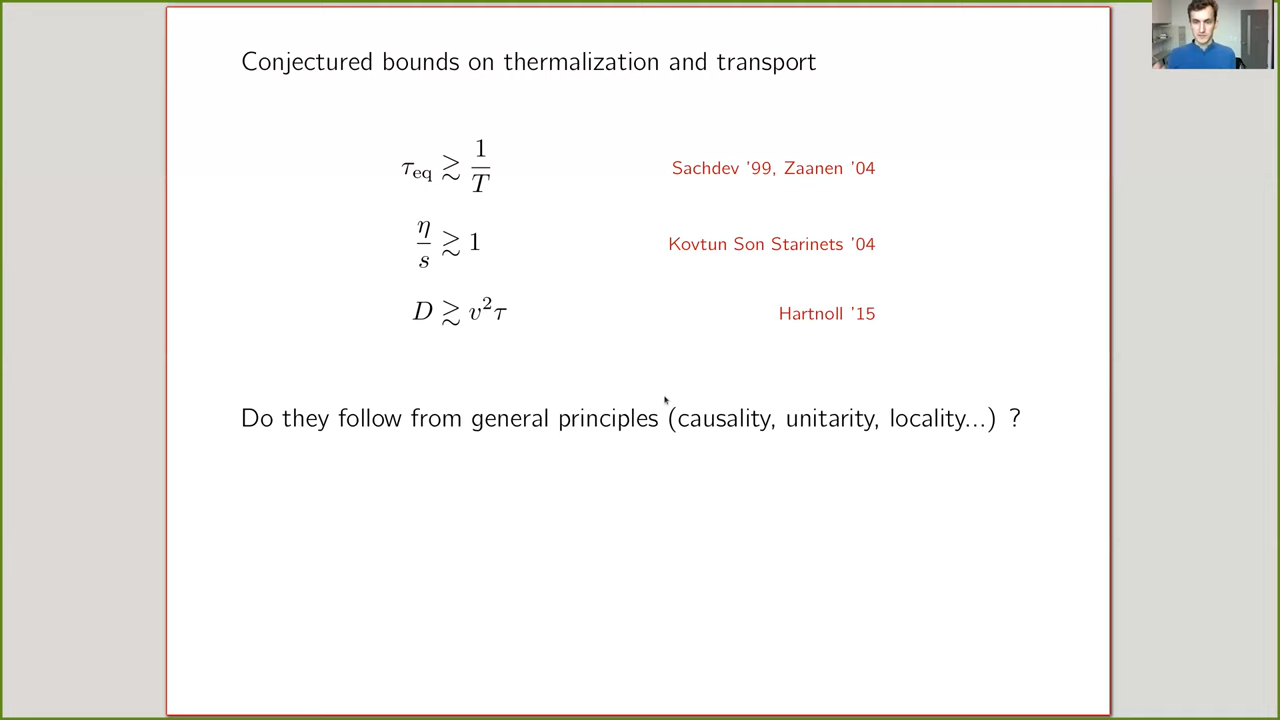 Conjectured bounds on thermalization and transport
τ_eq ≳ 1/T Sachdev '99, Zaanen '04
η/s ≳ 1 Kovtun Son Starinets '04
D ≳ v²τ Hartnoll '15
Do they follow from general principles (causality, unitarity, locality...) ?